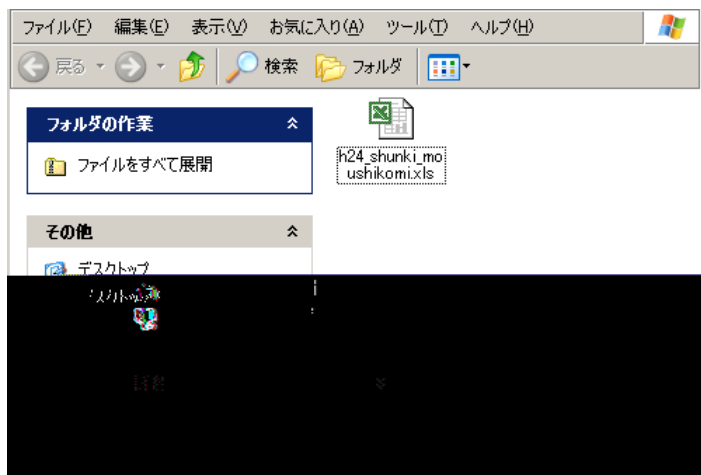 ファイル(F) 編集(E) 表示(V) お気に入り(A) ツール(T) ヘルプ(H)
戻る 検索 フォルダ
フォルダの作業
ファイルをすべて展開
h24_shunki_mo
ushikomi.xls
その他
デスクトップ